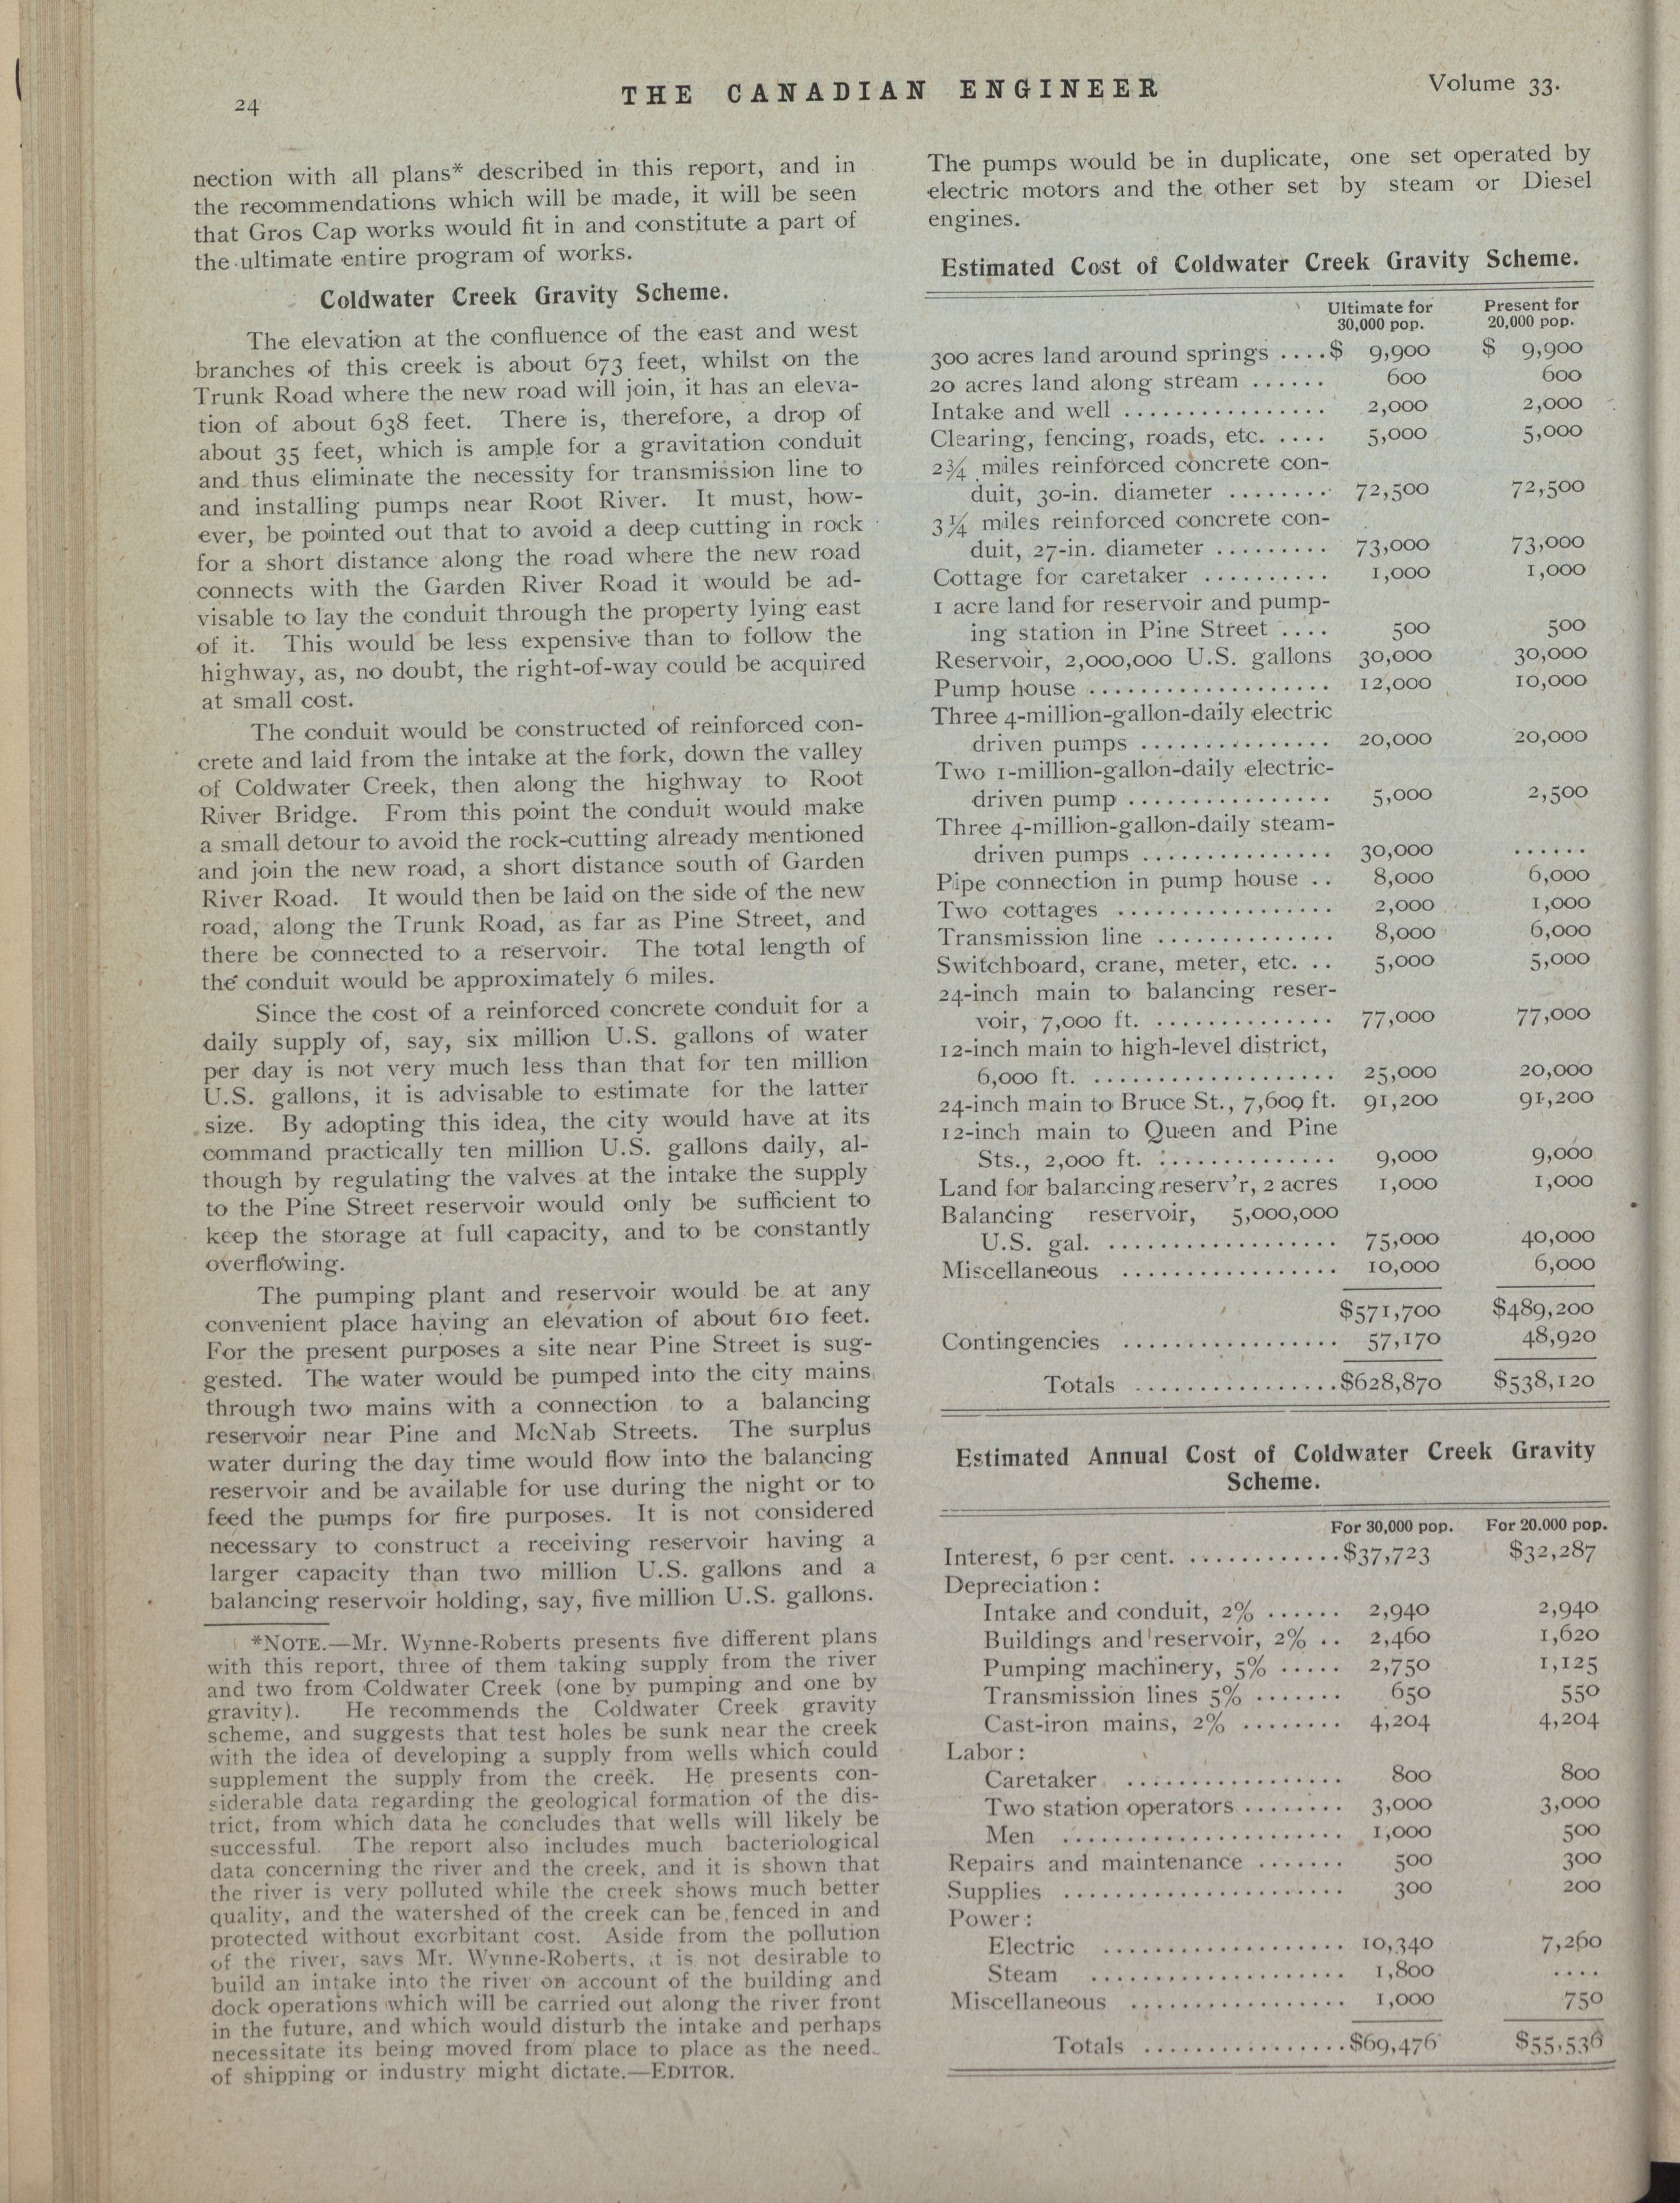 24
THE CANADIAN ENGINEER
Volume 33.
nection with all plans* described in this report, and in
the recommendations which will be made, it will be seen
that Gros Cap works would fit in and constitute a part of
the ultimate entire program of works.
Coldwater Creek Gravity Scheme.
The elevation at the confluence of the east and west
branches of this creek is about 673 feet, whilst on the
Trunk Road where the new road will join, it has an eleva-
tion of about 638 feet. There is, therefore, a drop of
about 35 feet, which is ample for a gravitation conduit
and thus eliminate the necessity for transmission line to
and installing pumps near Root River. It must, how-
ever, be pointed out that to avoid a deep cutting in rock
for a short distance along the road where the new road
connects with the Garden River Road it would be ad-
visable to lay the conduit through the property lying east
of it. This would be less expensive than to follow the
highway, as, no doubt, the right-of-way could be acquired
at small cost.
The conduit would be constructed of reinforced con-
crete and laid from the intake at the fork, down the valley
of Coldwater Creek, then along the highway to Root
River Bridge. From this point the conduit would make
a small detour to avoid the rock-cutting already mentioned
and join the new road, a short distance south of Garden
River Road. It would then be laid on the side of the new
road, along the Trunk Road, as far as Pine Street, and
there be connected to a reservoir. The total length of
the conduit would be approximately 6 miles.
Since the cost of a reinforced concrete conduit for a
daily supply of, say, six million U.S. gallons of water
per day is not very much less than that for ten million
U.S. gallons, it is advisable to estimate for the latter
size. By adopting this idea, the city would have at its
command practically ten million U.S. gallons daily, al-
though by regulating the valves at the intake the supply
to the Pine Street reservoir would only be sufficient to
keep the storage at full capacity, and to be constantly
overflowing.
The pumping plant and reservoir would be at any
convenient place having an elevation of about 610 feet.
For the present purposes a site near Pine Street is sug-
gested. The water would be pumped into the city mains
through two mains with a connection to a balancing
reservoir near Pine and McNab Streets. The surplus
water during the day time would flow into the balancing
reservoir and be available for use during the night or to
feed the pumps for fire purposes. It is not considered
necessary to construct a receiving reservoir having a
larger capacity than two million U.S. gallons and a
balancing reservoir holding, say, five million U.S. gallons.
*NOTE.—Mr. Wynne-Roberts presents five different plans
with this report, three of them taking supply from the river
and two from Coldwater Creek (one by pumping and one by
gravity). He recommends the Coldwater Creek gravity
scheme, and suggests that test holes be sunk near the creek
with the idea of developing a supply from wells which could
supplement the supply from the creek. He presents con-
siderable data regarding the geological formation of the dis-
trict, from which data he concludes that wells will likely be
successful. The report also includes much bacteriological
data concerning the river and the creek, and it is shown that
the river is very polluted while the creek shows much better
quality, and the watershed of the creek can be fenced in and
protected without exorbitant cost. Aside from the pollution
of the river, says Mr. Wynne-Roberts, it is not desirable to
build an intake into the river on account of the building and
dock operations which will be carried out along the river front
in the future, and which would disturb the intake and perhaps
necessitate its being moved from place to place as the need
of shipping or industry might dictate.—EDITOR.
The pumps would be in duplicate, one set operated by
electric motors and the other set by steam or Diesel
engines.
Estimated Cost of Coldwater Creek Gravity Scheme.
Ultimate for Present for
30,000 pop. 20,000 pop.
300 acres land around springs ....$ 9,900 $ 9,900
20 acres land along stream ...... 600 600
Intake and well ................ 2,000 2,000
Clearing, fencing, roads, etc. .... 5,000 5,000
2¾ miles reinforced concrete con-
duit, 30-in. diameter ........ 72,500 72,500
3¼ miles reinforced concrete con-
duit, 27-in. diameter ......... 73,000 73,000
Cottage for caretaker .......... 1,000 1,000
1 acre land for reservoir and pump-
ing station in Pine Street .... 500 500
Reservoir, 2,000,000 U.S. gallons 30,000 30,000
Pump house ................... 12,000 10,000
Three 4-million-gallon-daily electric
driven pumps ............... 20,000 20,000
Two 1-million-gallon-daily electric-
driven pump ................ 5,000 2,500
Three 4-million-gallon-daily steam-
driven pumps ............... 30,000 ......
Pipe connection in pump house .. 8,000 6,000
Two cottages ................. 2,000 1,000
Transmission line .............. 8,000 6,000
Switchboard, crane, meter, etc. .. 5,000 5,000
24-inch main to balancing reser-
voir, 7,000 ft. .............. 77,000 77,000
12-inch main to high-level district,
6,000 ft. ................... 25,000 20,000
24-inch main to Bruce St., 7,609 ft. 91,200 91,200
12-inch main to Queen and Pine
Sts., 2,000 ft. .............. 9,000 9,000
Land for balancing reserv'r, 2 acres 1,000 1,000
Balancing reservoir, 5,000,000
U.S. gal. .................. 75,000 40,000
Miscellaneous ................. 10,000 6,000
$571,700 $489,200
Contingencies ................. 57,170 48,920
Totals ................$628,870 $538,120
Estimated Annual Cost of Coldwater Creek Gravity
Scheme.
For 30,000 pop. For 20,000 pop.
Interest, 6 per cent. ............$37,723 $32,287
Depreciation:
Intake and conduit, 2% ...... 2,940 2,940
Buildings and reservoir, 2% .. 2,460 1,620
Pumping machinery, 5% ..... 2,750 1,125
Transmission lines 5% ....... 650 550
Cast-iron mains, 2% ........ 4,204 4,204
Labor:
Caretaker ................. 800 800
Two station operators ........ 3,000 3,000
Men ...................... 1,000 500
Repairs and maintenance ....... 500 300
Supplies ...................... 300 200
Power:
Electric ................... 10,340 7,260
Steam .................... 1,800 ....
Miscellaneous ................. 1,000 750
Totals ................$69,476 $55,536